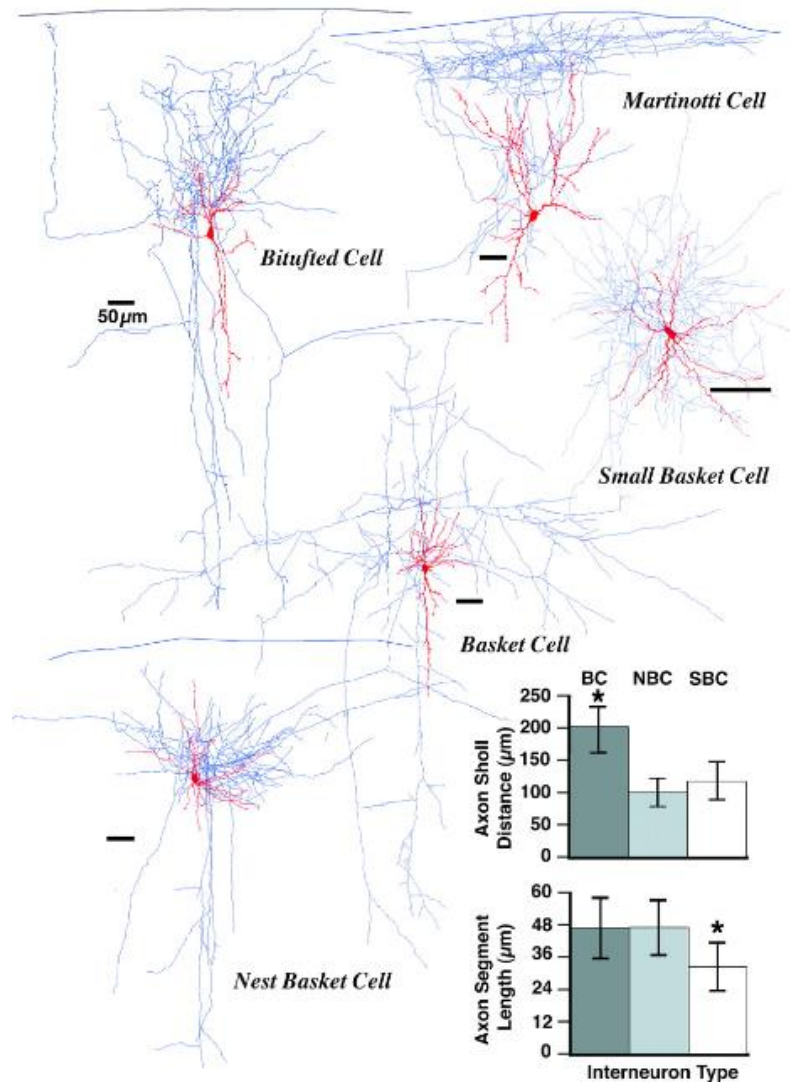 Martinotti Cell
Bitufted Cell
50µm
Small Basket Cell
Basket Cell
BC NBC SBC
*
250
200
150
100
50
0
Axon Sholl
Distance (µm)
60
48
36
24
12
0
*
Axon Segment
Length (µm)
Nest Basket Cell
Interneuron Type